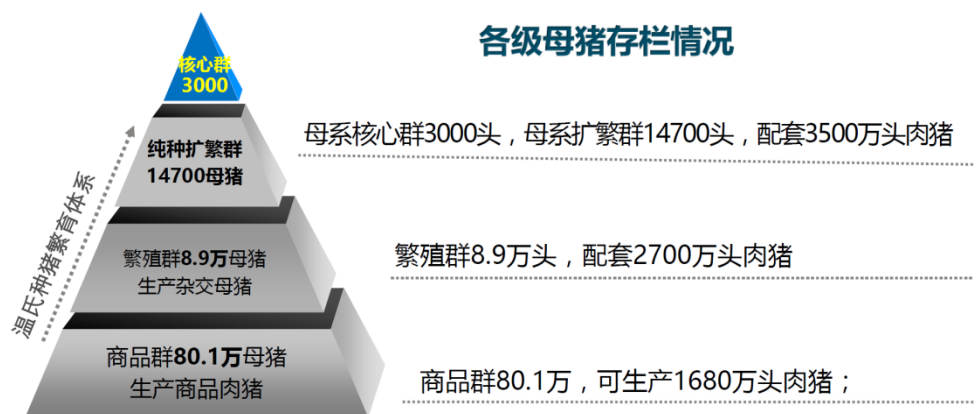 各级母猪存栏情况
核心群
3000
母系核心群3000头，母系扩繁群14700头，配套3500万头肉猪
纯种扩繁群
14700母猪
温氏种猪繁育体系
繁殖群8.9万母猪
生产杂交母猪
繁殖群8.9万头，配套2700万头肉猪
商品群80.1万母猪
生产商品肉猪
商品群80.1万，可生产1680万头肉猪；